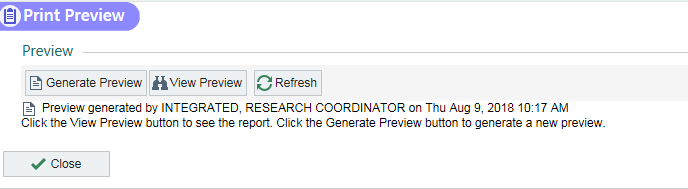 Print Preview
Preview
Generate Preview View Preview Refresh
Preview generated by INTEGRATED, RESEARCH COORDINATOR on Thu Aug 9, 2018 10:17 AM
Click the View Preview button to see the report. Click the Generate Preview button to generate a new preview.
Close